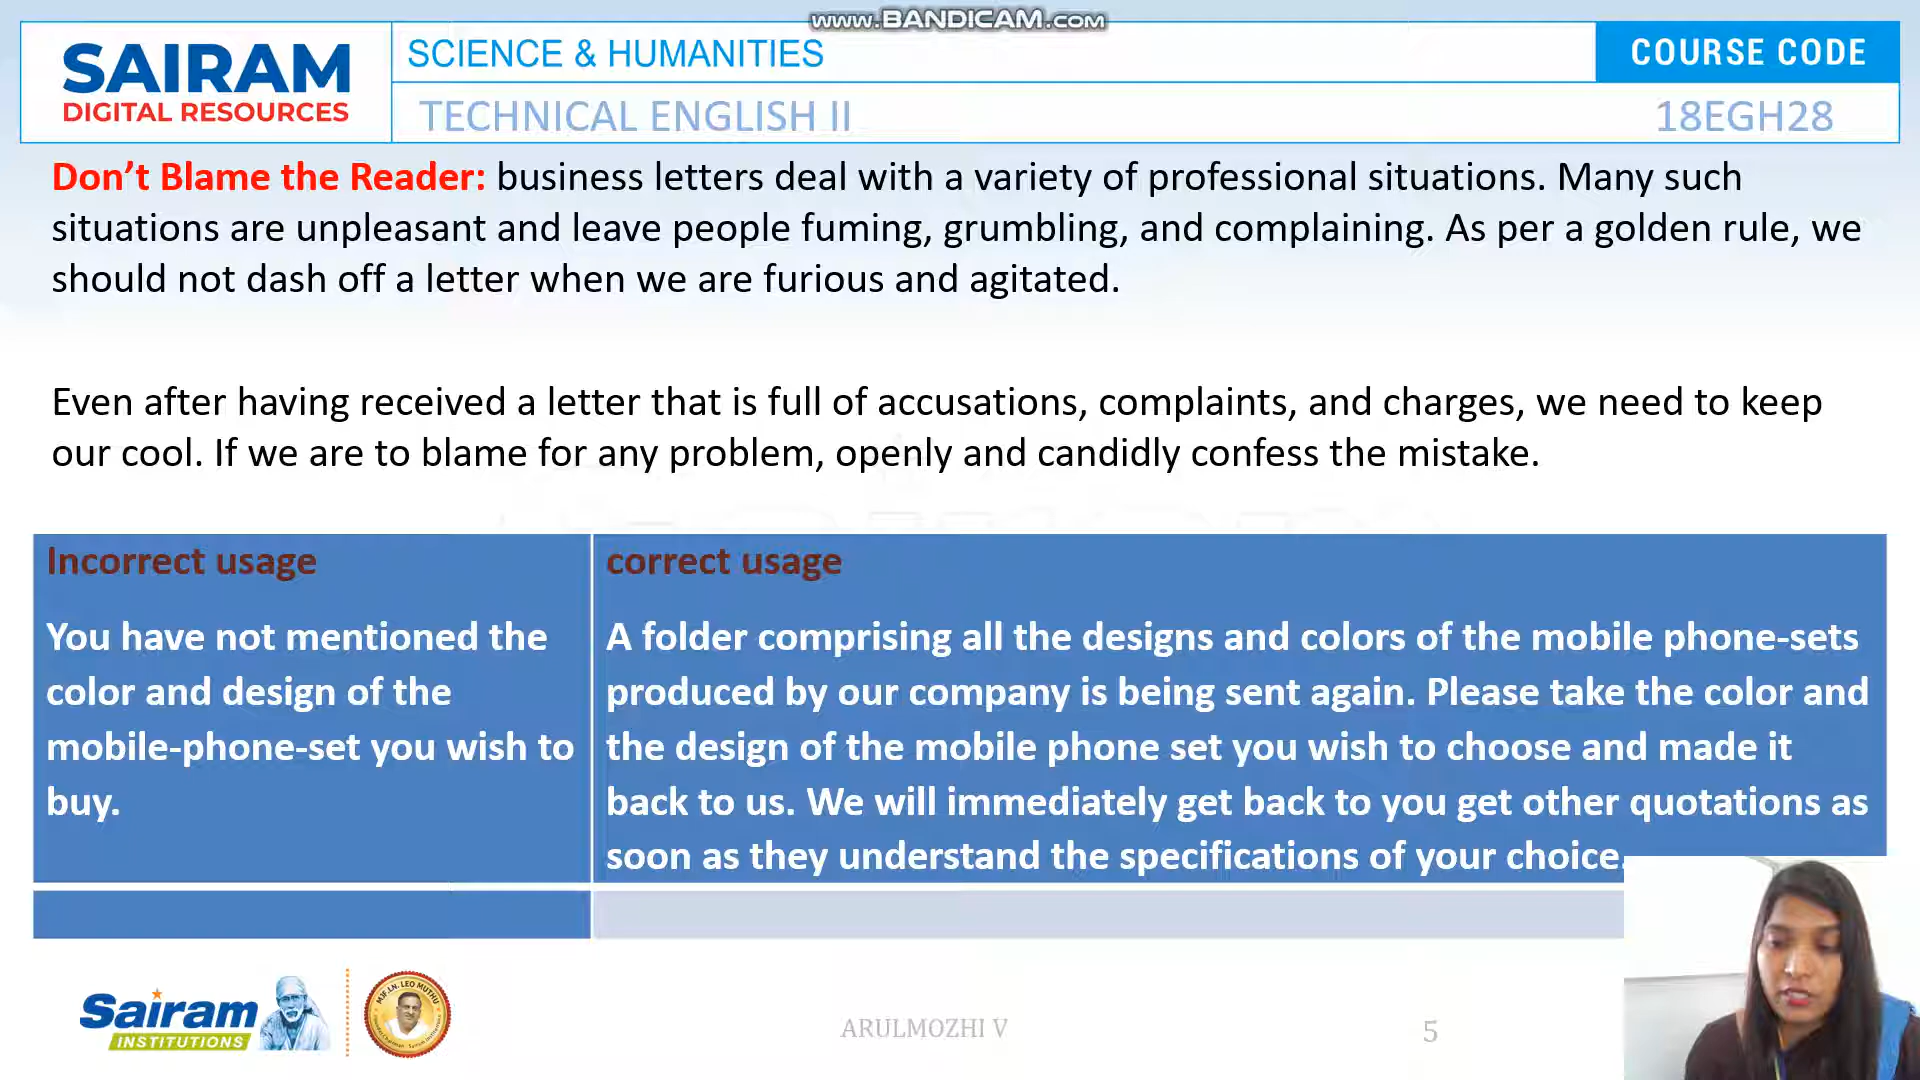 www.BANDICAM.com
SAIRAM
DIGITAL RESOURCES
SCIENCE & HUMANITIES
COURSE CODE
TECHNICAL ENGLISH II
18EGH28
Don’t Blame the Reader: business letters deal with a variety of professional situations. Many such
situations are unpleasant and leave people fuming, grumbling, and complaining. As per a golden rule, we
should not dash off a letter when we are furious and agitated.
Even after having received a letter that is full of accusations, complaints, and charges, we need to keep
our cool. If we are to blame for any problem, openly and candidly confess the mistake.
Incorrect usage
You have not mentioned the
color and design of the
mobile-phone-set you wish to
buy.
correct usage
A folder comprising all the designs and colors of the mobile phone-sets
produced by our company is being sent again. Please take the color and
the design of the mobile phone set you wish to choose and made it
back to us. We will immediately get back to you get other quotations as
soon as they understand the specifications of your choice.
Sairam
INSTITUTIONS
MJF.LN. LEO MUTHU
ARULMOZHI V
5